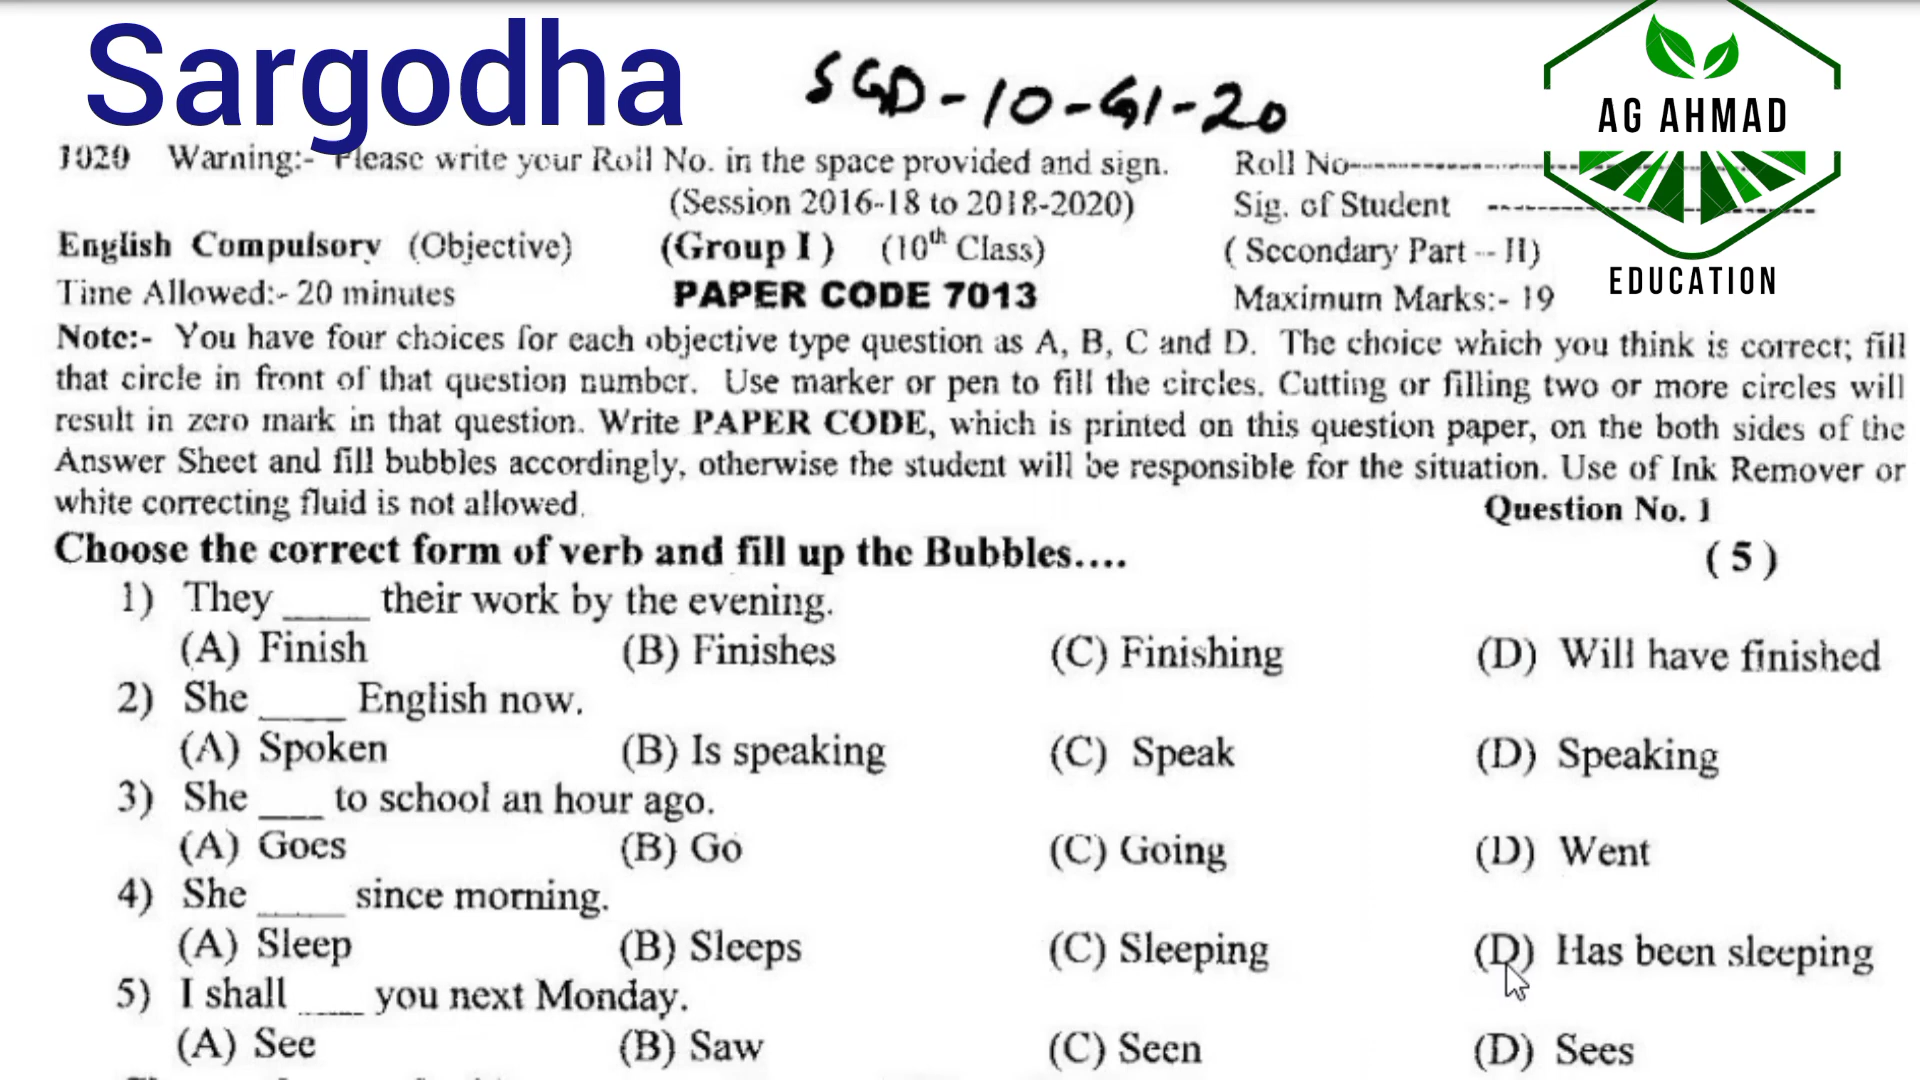 Sargodha
SGD-10-G1-20
AG AHMAD
EDUCATION
1020 Warning:- Please write your Roll No. in the space provided and sign. Roll No
(Session 2016-18 to 2018-2020) Sig. of Student
English Compulsory (Objective) (Group I ) (10th Class) ( Secondary Part -- II)
Time Allowed:- 20 minutes PAPER CODE 7013 Maximum Marks:- 19
Note:- You have four choices for each objective type question as A, B, C and D. The choice which you think is correct; fill
that circle in front of that question number. Use marker or pen to fill the circles. Cutting or filling two or more circles will
result in zero mark in that question. Write PAPER CODE, which is printed on this question paper, on the both sides of the
Answer Sheet and fill bubbles accordingly, otherwise the student will be responsible for the situation. Use of Ink Remover or
white correcting fluid is not allowed. Question No. 1
Choose the correct form of verb and fill up the Bubbles.... ( 5 )
1) They ____ their work by the evening.
(A) Finish (B) Finishes (C) Finishing (D) Will have finished
2) She ____ English now.
(A) Spoken (B) Is speaking (C) Speak (D) Speaking
3) She ___ to school an hour ago.
(A) Goes (B) Go (C) Going (D) Went
4) She ____ since morning.
(A) Sleep (B) Sleeps (C) Sleeping (D) Has been sleeping
5) I shall ___ you next Monday.
(A) See (B) Saw (C) Seen (D) Sees